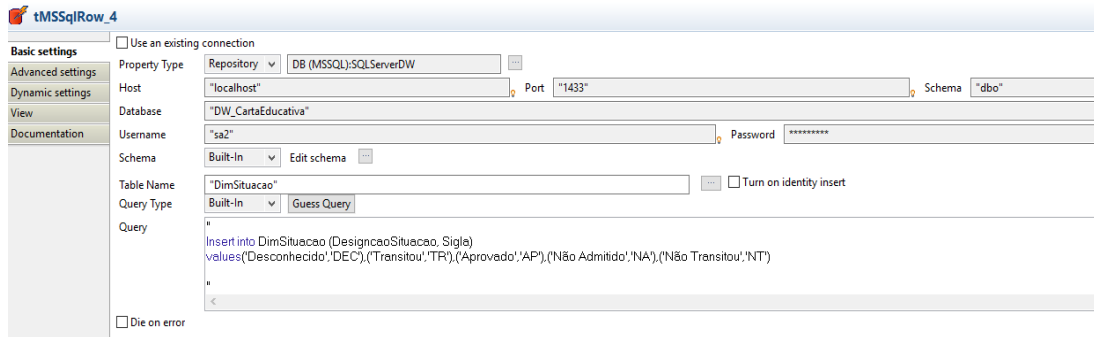 tMSSqlRow_4
Basic settings
Advanced settings
Dynamic settings
View
Documentation
Use an existing connection
Property Type Repository DB (MSSQL):SQLServerDW ...
Host "localhost" Port "1433" Schema "dbo"
Database "DW_CartaEducativa"
Username "sa2" Password *********
Schema Built-In Edit schema ...
Table Name "DimSituacao" ... Turn on identity insert
Query Type Built-In Guess Query
Query "
Insert into DimSituacao (DesigncaoSituacao, Sigla)
values('Desconhecido','DEC'),('Transitou','TR'),('Aprovado','AP'),('Não Admitido','NA'),('Não Transitou','NT')
"
Die on error